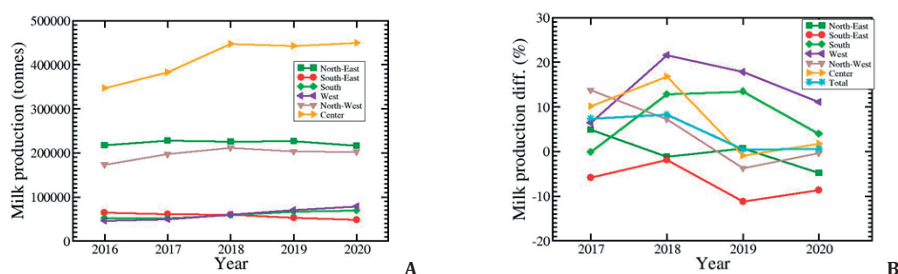 Milk production (tonnes)
500000
400000
300000
200000
100000
0
North-East
South-East
South
West
North-West
Center
2016 2017 2018 2019 2020
Year
A
Milk production diff. (%)
30
20
10
0
-10
-20
North-East
South-East
South
West
North-West
Center
Total
2017 2018 2019 2020
Year
B